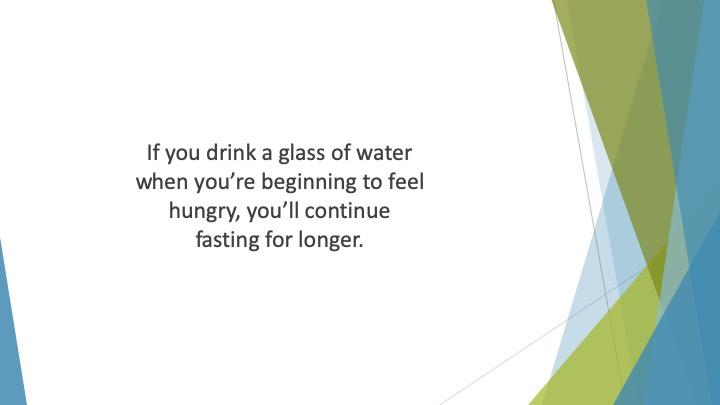 If you drink a glass of water
when you’re beginning to feel
hungry, you’ll continue
fasting for longer.